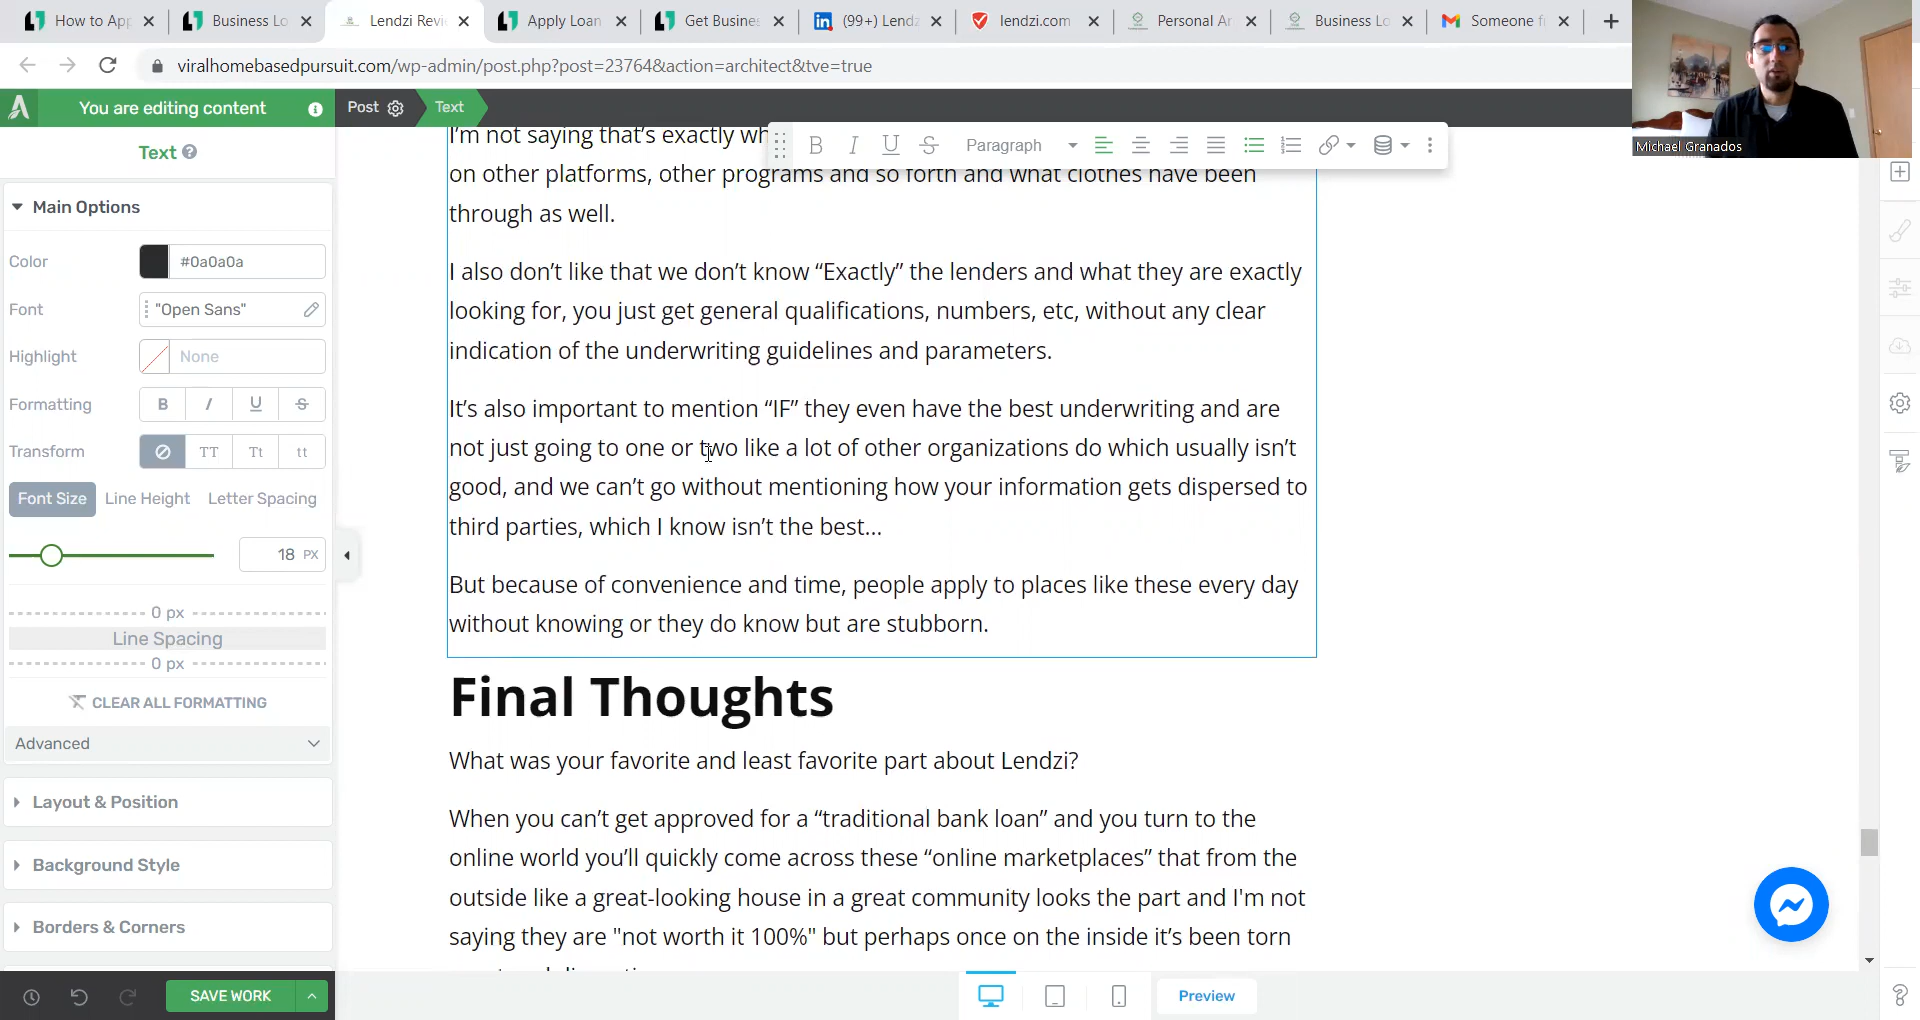 How to App
Business Lo
Lendzi Revi
Apply Loan
Get Busines
(99+) Lendz
lendzi.com
Personal An
Business Lo
Someone fi
viralhomebasedpursuit.com/wp-admin/post.php?post=23764&action=architect&tve=true
You are editing content
Post
Text
Text
Main Options
Color
#0a0a0a
Font
"Open Sans"
Highlight
None
Formatting
B I U S
Transform
TT Tt tt
Font Size Line Height Letter Spacing
18 PX
0 px
Line Spacing
0 px
CLEAR ALL FORMATTING
Advanced
Layout & Position
Background Style
Borders & Corners
SAVE WORK
B I U S Paragraph
I'm not saying that's exactly wh
on other platforms, other programs and so forth and what clothes have been
through as well.
I also don't like that we don't know “Exactly” the lenders and what they are exactly
looking for, you just get general qualifications, numbers, etc, without any clear
indication of the underwriting guidelines and parameters.
It's also important to mention “IF” they even have the best underwriting and are
not just going to one or two like a lot of other organizations do which usually isn't
good, and we can't go without mentioning how your information gets dispersed to
third parties, which I know isn't the best...
But because of convenience and time, people apply to places like these every day
without knowing or they do know but are stubborn.
Final Thoughts
What was your favorite and least favorite part about Lendzi?
When you can't get approved for a “traditional bank loan” and you turn to the
online world you'll quickly come across these “online marketplaces” that from the
outside like a great-looking house in a great community looks the part and I'm not
saying they are "not worth it 100%" but perhaps once on the inside it's been torn
Preview
Michael Granados